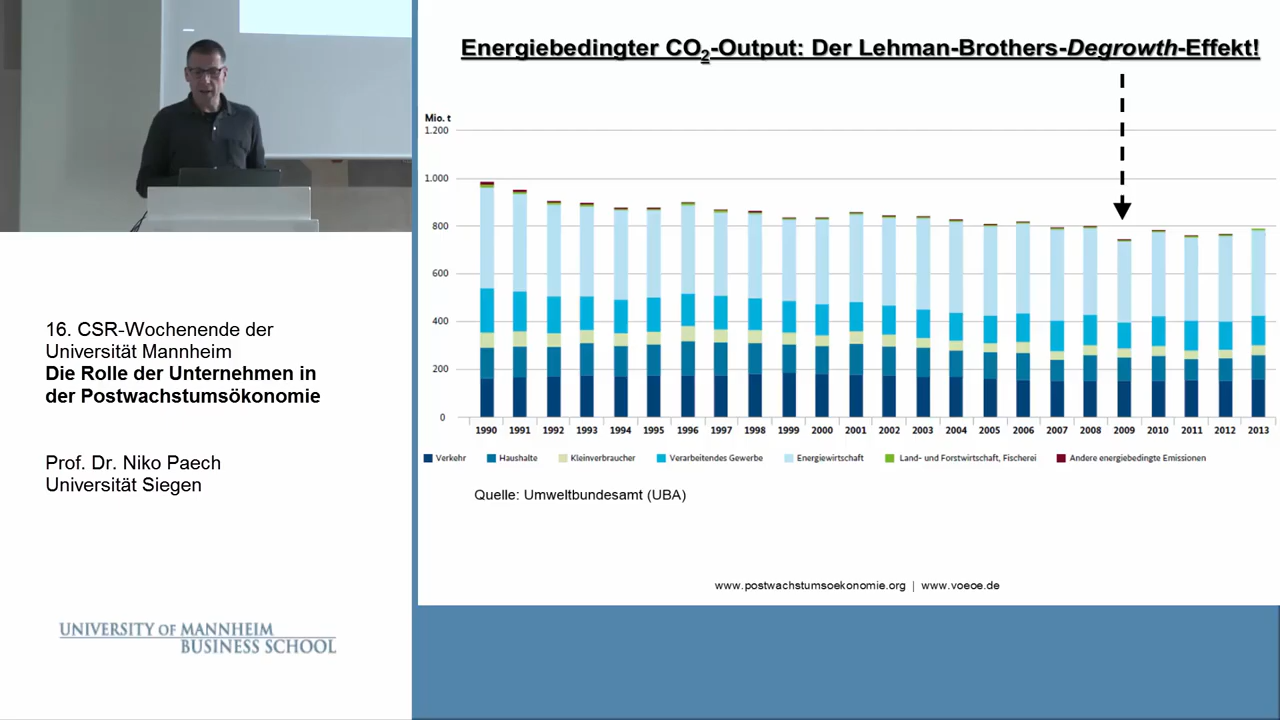 16. CSR-Wochenende der
Universität Mannheim
Die Rolle der Unternehmen in
der Postwachstumsökonomie
Prof. Dr. Niko Paech
Universität Siegen
UNIVERSITY OF MANNHEIM
BUSINESS SCHOOL
Energiebedingter CO2-Output: Der Lehman-Brothers-Degrowth-Effekt!
Mio. t
1.200
1.000
800
600
400
200
0
1990 1991 1992 1993 1994 1995 1996 1997 1998 1999 2000 2001 2002 2003 2004 2005 2006 2007 2008 2009 2010 2011 2012 2013
Verkehr Haushalte Kleinverbraucher Verarbeitendes Gewerbe Energiewirtschaft Land- und Forstwirtschaft, Fischerei Andere energiebedingte Emissionen
Quelle: Umweltbundesamt (UBA)
www.postwachstumsoekonomie.org | www.voeoe.de